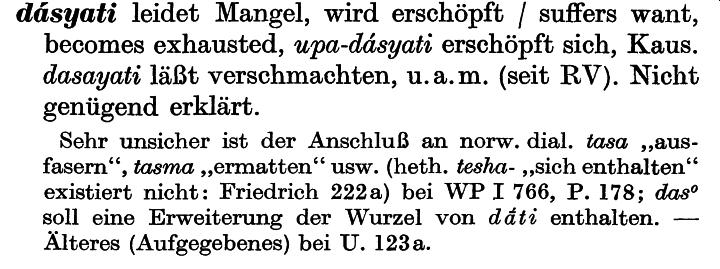 dásyati leidet Mangel, wird erschöpft / suffers want,
becomes exhausted, upa-dásyati erschöpft sich, Kaus.
dasayati läßt verschmachten, u. a. m. (seit RV). Nicht
genügend erklärt.
Sehr unsicher ist der Anschluß an norw. dial. tasa „aus-
fasern“, tasma „ermatten“ usw. (heth. tesha- „sich enthalten“
existiert nicht: Friedrich 222a) bei WP I 766, P. 178; das°
soll eine Erweiterung der Wurzel von dáti enthalten. —
Älteres (Aufgegebenes) bei U. 123a.